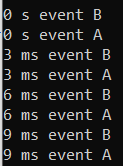 0 s event B
0 s event A
3 ms event B
3 ms event A
6 ms event B
6 ms event A
9 ms event B
9 ms event A